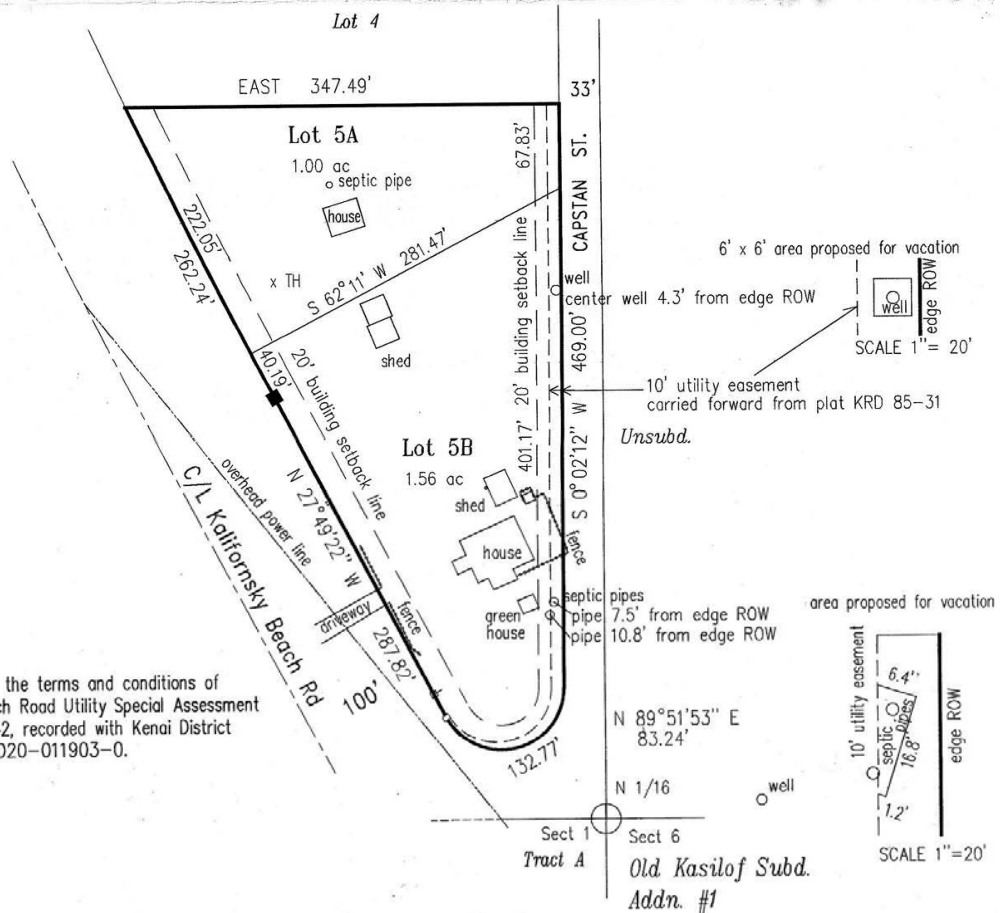 Lot 4
EAST 347.49'
33'
Lot 5A
1.00 ac
septic pipe
house
67.83'
CAPSTAN ST.
222.05'
262.24'
x TH
S 62°11' W 281.47'
shed
40.19'
20' building setback line
20' building setback line
401.17'
S 0°02'12" W 469.00'
well
center well 4.3' from edge ROW
6' x 6' area proposed for vacation
well
edge ROW
SCALE 1"= 20'
10' utility easement
carried forward from plat KRD 85-31
Unsubd.
Lot 5B
1.56 ac
shed
house
fence
green
house
septic pipes
pipe 7.5' from edge ROW
pipe 10.8' from edge ROW
overhead power line
C/L Kalifornsky Beach Rd
N 27°49'22" W
driveway
fence
287.82'
100'
132.77'
the terms and conditions of
ch Road Utility Special Assessment
-2, recorded with Kenai District
020-011903-0.
N 89°51'53" E
83.24'
N 1/16
well
Sect 1
Sect 6
Tract A
Old Kasilof Subd.
Addn. #1
area proposed for vacation
10' utility easement
6.4'
septic pipes
16.8'
1.2'
edge ROW
SCALE 1"=20'